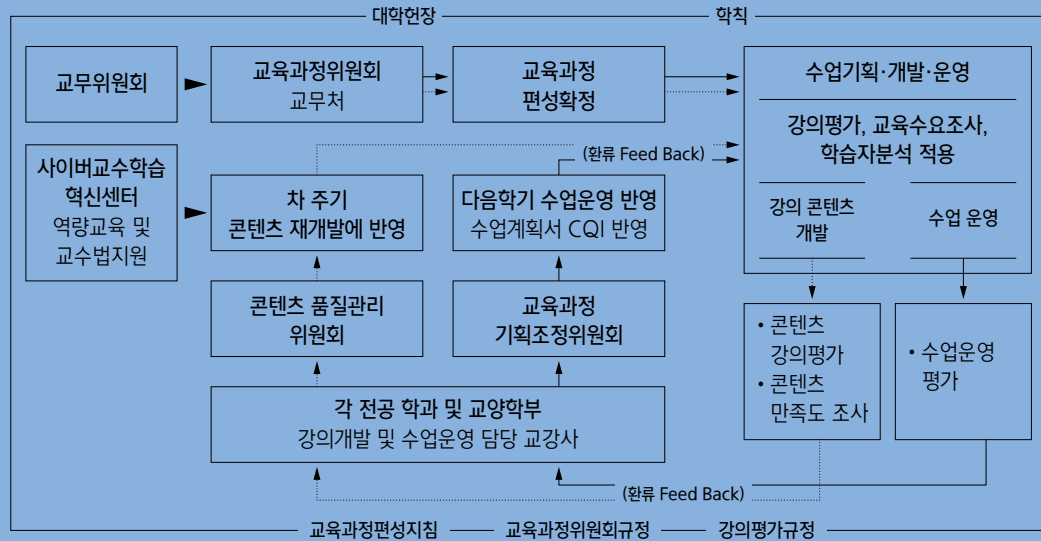 대학헌장
학칙
교무위원회
교육과정위원회
교무처
교육과정
편성확정
수업기획·개발·운영
강의평가, 교육수요조사,
학습자분석 적용
강의 콘텐츠
개발
수업 운영
(환류 Feed Back)
사이버교수학습
혁신센터
역량교육 및
교수법지원
차 주기
콘텐츠 재개발에 반영
다음학기 수업운영 반영
수업계획서 CQI 반영
콘텐츠 품질관리
위원회
교육과정
기획조정위원회
• 콘텐츠
강의평가
• 콘텐츠
만족도 조사
• 수업운영
평가
각 전공 학과 및 교양학부
강의개발 및 수업운영 담당 교강사
(환류 Feed Back)
교육과정편성지침
교육과정위원회규정
강의평가규정